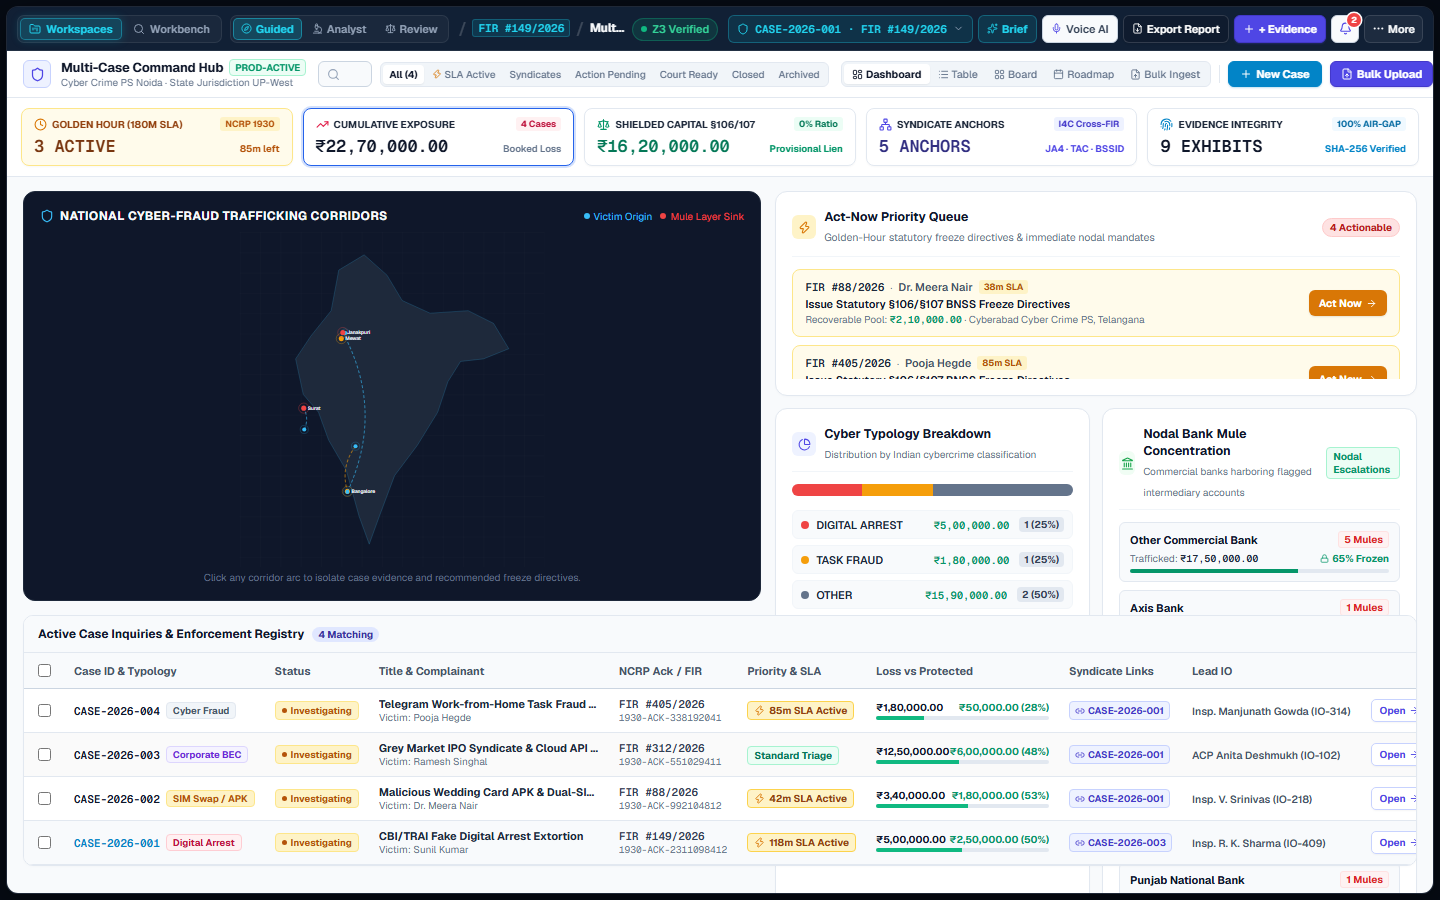 Workspaces
Workbench
Guided
Analyst
Review
/
FIR #149/2026
/
Mult...
Z3 Verified
CASE-2026-001 · FIR #149/2026
Brief
Voice AI
Export Report
+ Evidence
2
More
Multi-Case Command Hub
PROD-ACTIVE
Cyber Crime PS Noida · State Jurisdiction UP-West
All (4)
SLA Active
Syndicates
Action Pending
Court Ready
Closed
Archived
Dashboard
Table
Board
Roadmap
Bulk Ingest
New Case
Bulk Upload
GOLDEN HOUR (180M SLA)
NCRP 1930
3 ACTIVE
85m left
CUMULATIVE EXPOSURE
4 Cases
₹22,70,000.00
Booked Loss
SHIELDED CAPITAL §106/107
0% Ratio
₹16,20,000.00
Provisional Lien
SYNDICATE ANCHORS
I4C Cross-FIR
5 ANCHORS
JA4 · TAC · BSSID
EVIDENCE INTEGRITY
100% AIR-GAP
9 EXHIBITS
SHA-256 Verified
NATIONAL CYBER-FRAUD TRAFFICKING CORRIDORS
Victim Origin
Mule Layer Sink
Janakpuri
Mewat
Surat
Bangalore
Click any corridor arc to isolate case evidence and recommended freeze directives.
Act-Now Priority Queue
Golden-Hour statutory freeze directives & immediate nodal mandates
4 Actionable
FIR #88/2026 · Dr. Meera Nair
38m SLA
Issue Statutory §106/§107 BNSS Freeze Directives
Recoverable Pool: ₹2,10,000.00 · Cyberabad Cyber Crime PS, Telangana
Act Now
FIR #405/2026 · Pooja Hegde
85m SLA
Issue Statutory §106/§107 BNSS Freeze Directives
Act Now
Cyber Typology Breakdown
Distribution by Indian cybercrime classification
DIGITAL ARREST
₹5,00,000.00
1 (25%)
TASK FRAUD
₹1,80,000.00
1 (25%)
OTHER
₹15,90,000.00
2 (50%)
Nodal Bank Mule
Concentration
Commercial banks harboring flagged
intermediary accounts
Nodal
Escalations
Other Commercial Bank
5 Mules
Trafficked: ₹17,50,000.00
65% Frozen
Axis Bank
1 Mules
Active Case Inquiries & Enforcement Registry
4 Matching
Case ID & Typology
Status
Title & Complainant
NCRP Ack / FIR
Priority & SLA
Loss vs Protected
Syndicate Links
Lead IO
CASE-2026-004
Cyber Fraud
Investigating
Telegram Work-from-Home Task Fraud ...
Victim: Pooja Hegde
FIR #405/2026
1930-ACK-338192041
85m SLA Active
₹1,80,000.00
₹50,000.00 (28%)
CASE-2026-001
Insp. Manjunath Gowda (IO-314)
Open
CASE-2026-003
Corporate BEC
Investigating
Grey Market IPO Syndicate & Cloud API ...
Victim: Ramesh Singhal
FIR #312/2026
1930-ACK-551029411
Standard Triage
₹12,50,000.00
₹6,00,000.00 (48%)
CASE-2026-001
ACP Anita Deshmukh (IO-102)
Open
CASE-2026-002
SIM Swap / APK
Investigating
Malicious Wedding Card APK & Dual-SI...
Victim: Dr. Meera Nair
FIR #88/2026
1930-ACK-992104812
42m SLA Active
₹3,40,000.00
₹1,80,000.00 (53%)
CASE-2026-001
Insp. V. Srinivas (IO-218)
Open
CASE-2026-001
Digital Arrest
Investigating
CBI/TRAI Fake Digital Arrest Extortion
Victim: Sunil Kumar
FIR #149/2026
1930-ACK-2311098412
118m SLA Active
₹5,00,000.00
₹2,50,000.00 (50%)
CASE-2026-003
Insp. R. K. Sharma (IO-409)
Open
Punjab National Bank
1 Mules